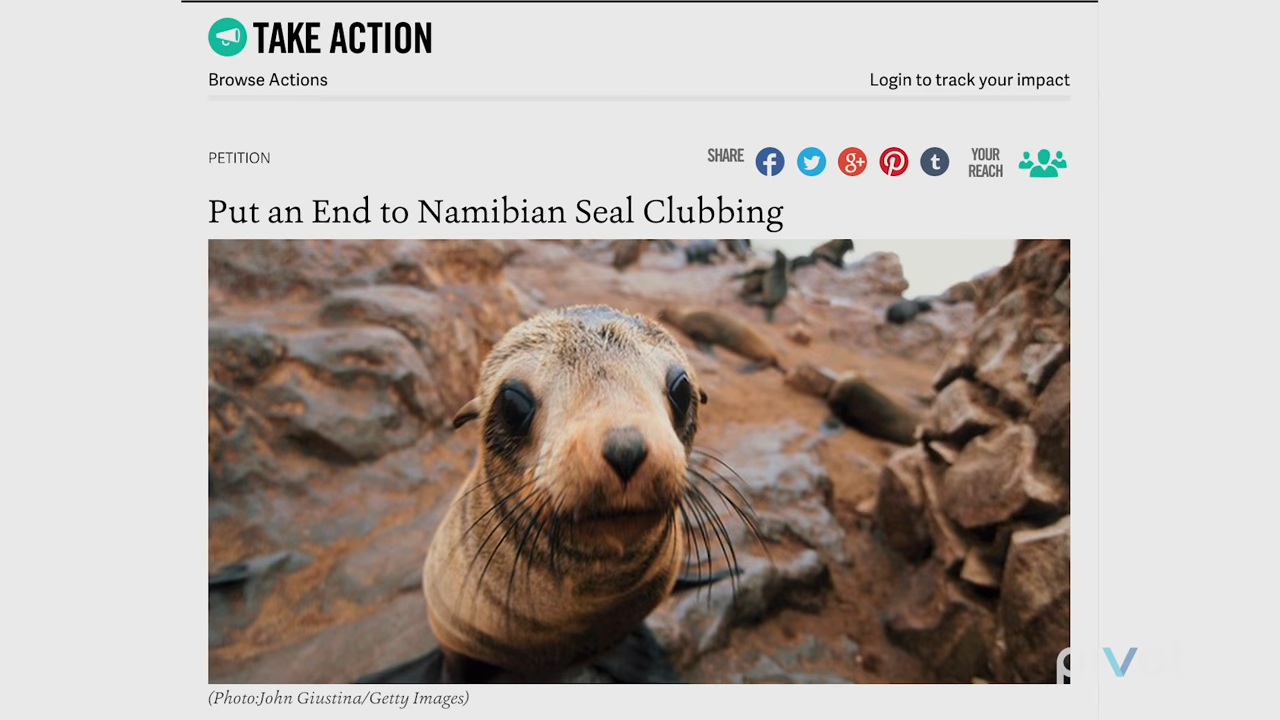 TAKE ACTION
Browse Actions
Login to track your impact
PETITION
SHARE
YOUR
REACH
Put an End to Namibian Seal Clubbing
(Photo:John Giustina/Getty Images)
pivot